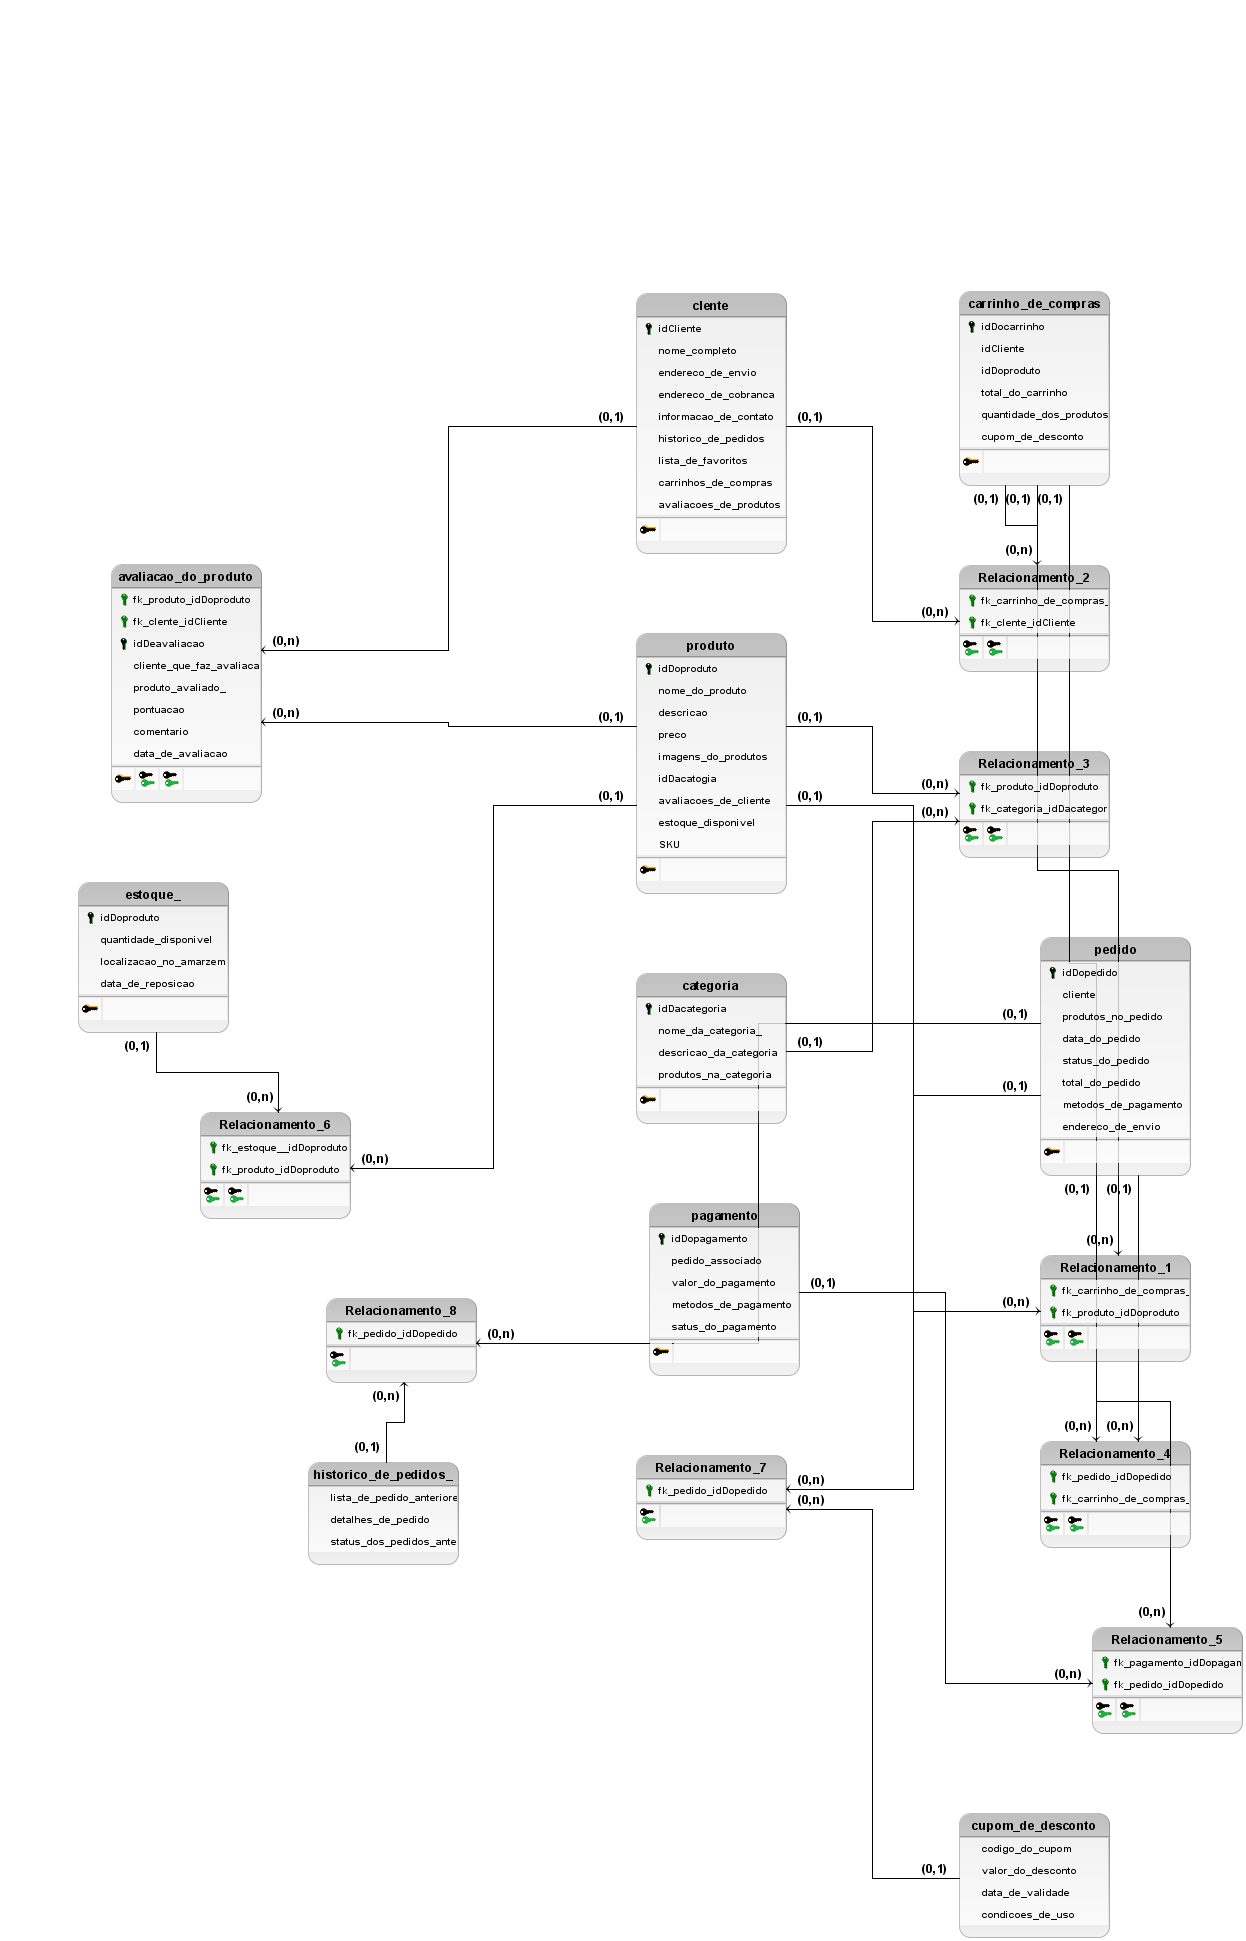 clente
idCliente
nome_completo
endereco_de_envio
endereco_de_cobranca
informacao_de_contato
historico_de_pedidos
lista_de_favoritos
carrinhos_de_compras
avaliacoes_de_produtos
(0,1)
(0,1)
carrinho_de_compras
idDocarrinho
idCliente
idDoproduto
total_do_carrinho
quantidade_dos_produtos
cupom_de_desconto
(0,1)
(0,1)
(0,1)
(0,n)
avaliacao_do_produto
fk_produto_idDoproduto
fk_clente_idCliente
idDeavaliacao
cliente_que_faz_avaliaca
produto_avaliado_
pontuacao
comentario
data_de_avaliacao
(0,n)
(0,n)
Relacionamento_2
fk_carrinho_de_compras_
fk_clente_idCliente
(0,n)
produto
idDoproduto
nome_do_produto
descricao
preco
imagens_do_produtos
idDacatogia
avaliacoes_de_cliente
estoque_disponivel
SKU
(0,1)
(0,1)
(0,1)
(0,1)
Relacionamento_3
fk_produto_idDoproduto
fk_categoria_idDacategor
(0,n)
(0,n)
estoque_
idDoproduto
quantidade_disponivel
localizacao_no_amarzem
data_de_reposicao
(0,1)
(0,n)
categoria
idDacategoria
nome_da_categoria_
descricao_da_categoria
produtos_na_categoria
(0,1)
pedido
idDopedido
cliente
produtos_no_pedido
data_do_pedido
status_do_pedido
total_do_pedido
metodos_de_pagamento
endereco_de_envio
(0,1)
(0,1)
(0,1)
(0,1)
(0,n)
Relacionamento_6
fk_estoque__idDoproduto
fk_produto_idDoproduto
(0,n)
pagamento
idDopagamento
pedido_associado
valor_do_pagamento
metodos_de_pagamento
satus_do_pagamento
(0,1)
Relacionamento_1
fk_carrinho_de_compras_
fk_produto_idDoproduto
(0,n)
Relacionamento_8
fk_pedido_idDopedido
(0,n)
(0,n)
(0,1)
historico_de_pedidos_
lista_de_pedido_anteriore
detalhes_de_pedido
status_dos_pedidos_ante
Relacionamento_7
fk_pedido_idDopedido
(0,n)
(0,n)
(0,n)
(0,n)
Relacionamento_4
fk_pedido_idDopedido
fk_carrinho_de_compras_
(0,n)
Relacionamento_5
fk_pagamento_idDopagan
fk_pedido_idDopedido
(0,n)
cupom_de_desconto
codigo_do_cupom
valor_do_desconto
data_de_validade
condicoes_de_uso
(0,1)